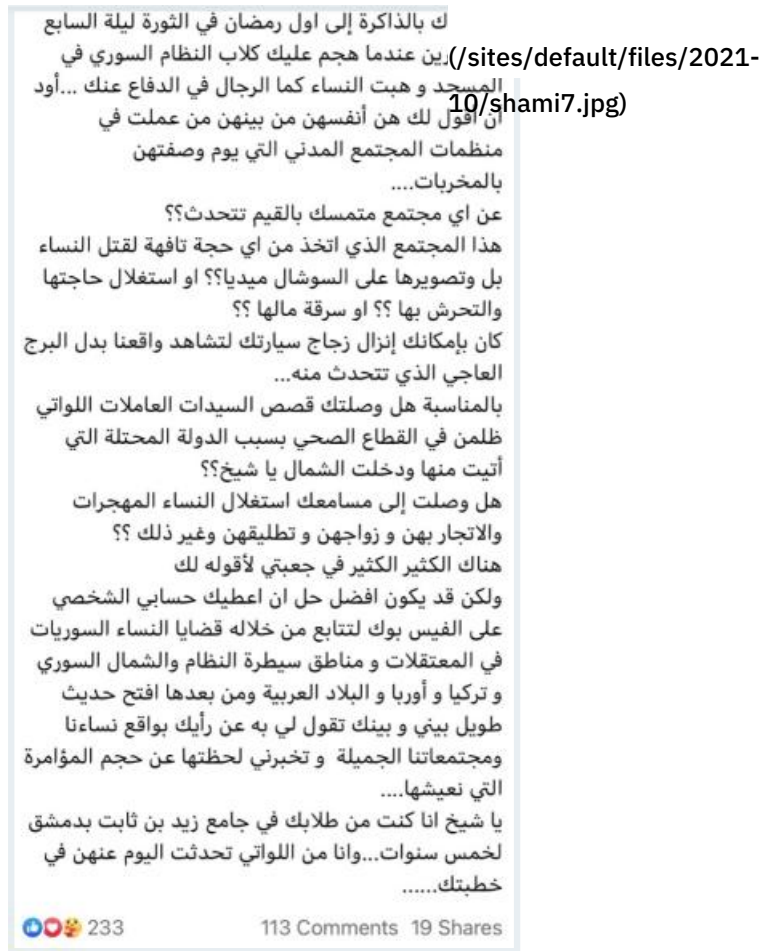 ك بالذاكرة إلى اول رمضان في الثورة ليلة السابع
رين عندما هجم عليك كلاب النظام السوري في
(/sites/default/files/2021-
المسجد و هبت النساء كما الرجال في الدفاع عنك ...أود
10/shami7.jpg)
ان اقول لك هن أنفسهن من بينهن من عملت في
منظمات المجتمع المدني التي يوم وصفتهن
بالمخربات....
عن اي مجتمع متمسك بالقيم تتحدث؟؟
هذا المجتمع الذي اتخذ من اي حجة تافهة لقتل النساء
بل وتصويرها على السوشال ميديا؟؟ او استغلال حاجتها
والتحرش بها ؟؟ او سرقة مالها ؟؟
كان بإمكانك إنزال زجاج سيارتك لتشاهد واقعنا بدل البرج
العاجي الذي تتحدث منه...
بالمناسبة هل وصلتك قصص السيدات العاملات اللواتي
ظلمن في القطاع الصحي بسبب الدولة المحتلة التي
أتيت منها ودخلت الشمال يا شيخ؟؟
هل وصلت إلى مسامعك استغلال النساء المهجرات
والاتجار بهن و زواجهن و تطليقهن وغير ذلك ؟؟
هناك الكثير الكثير في جعبتي لأقوله لك
ولكن قد يكون افضل حل ان اعطيك حسابي الشخصي
على الفيس بوك لتتابع من خلاله قضايا النساء السوريات
في المعتقلات و مناطق سيطرة النظام والشمال السوري
و تركيا و أوربا و البلاد العربية ومن بعدها افتح حديث
طويل بيني و بينك تقول لي به عن رأيك بواقع نساءنا
ومجتمعاتنا الجميلة و تخبرني لحظتها عن حجم المؤامرة
التي نعيشها....
يا شيخ انا كنت من طلابك في جامع زيد بن ثابت بدمشق
لخمس سنوات...وانا من اللواتي تحدثت اليوم عنهن في
خطبتك......
233 113 Comments 19 Shares